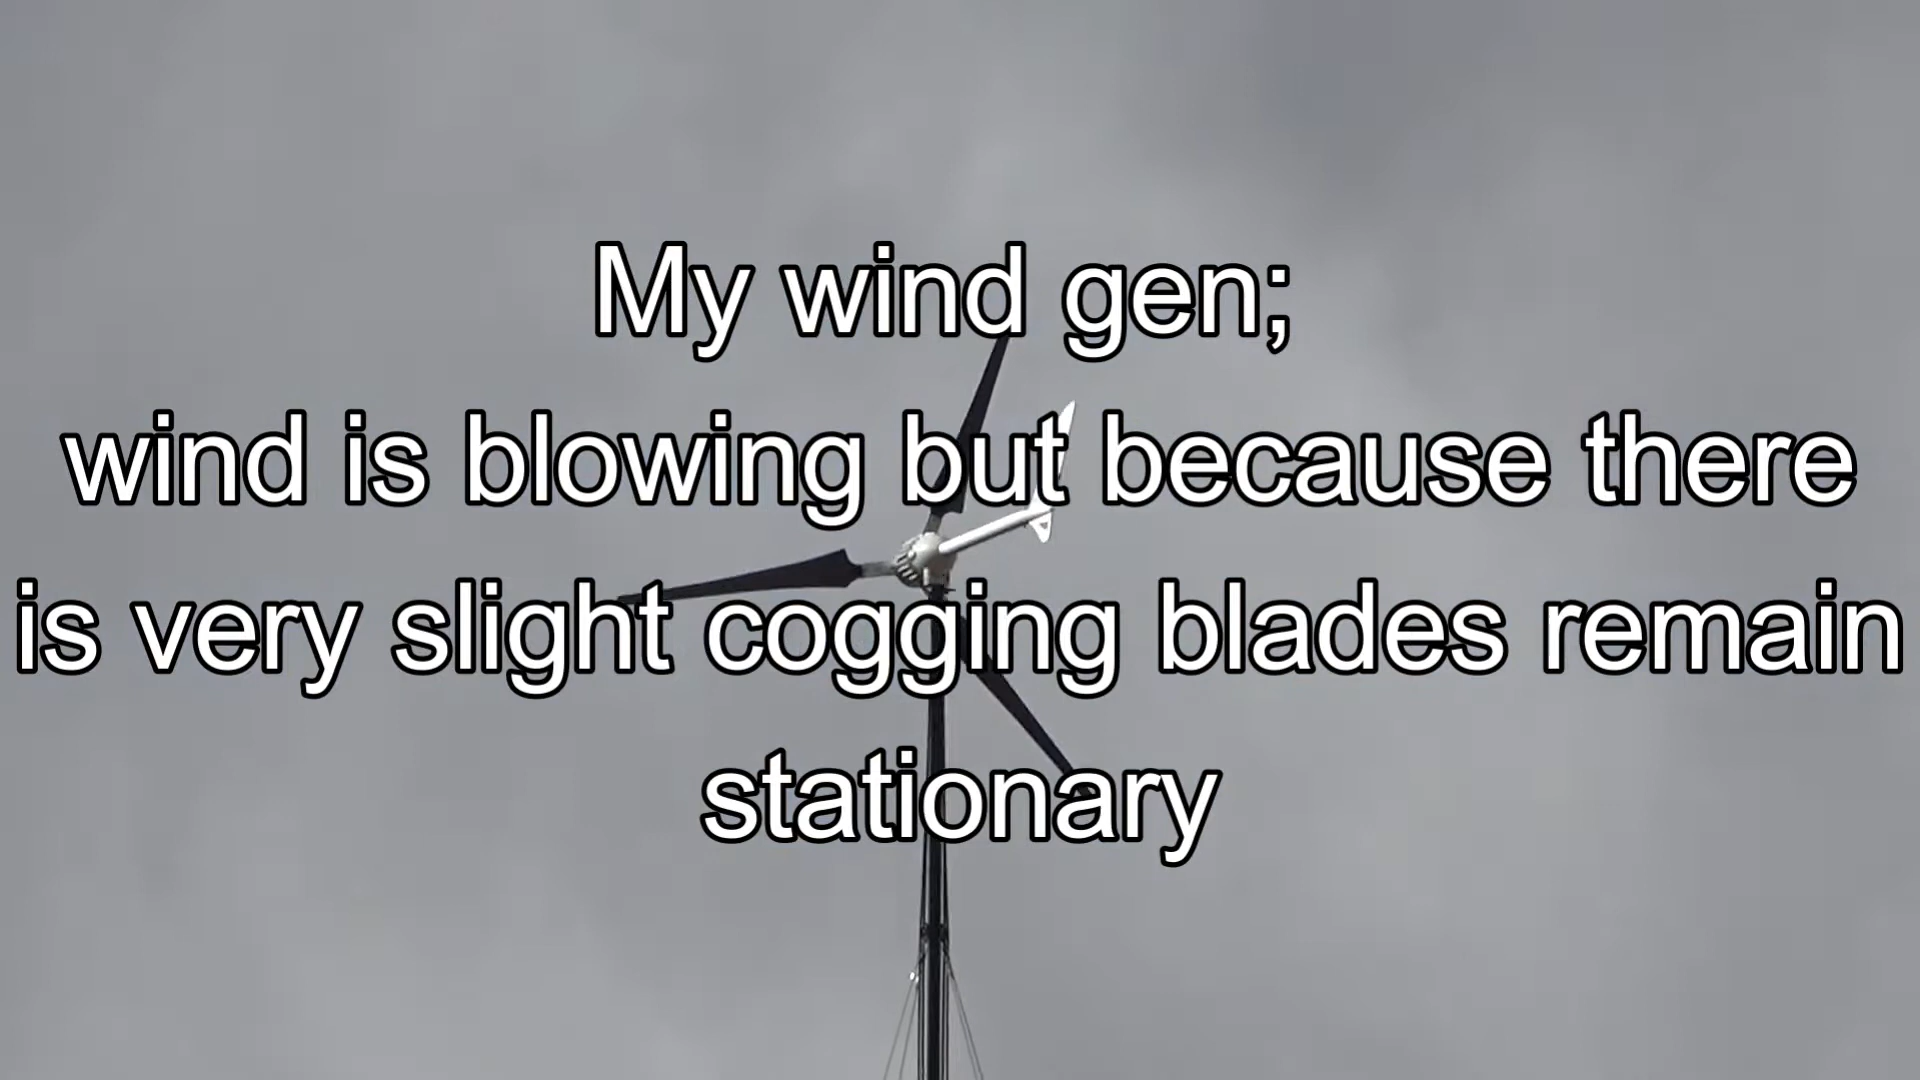 My wind gen;
wind is blowing but because there
is very slight cogging blades remain
stationary